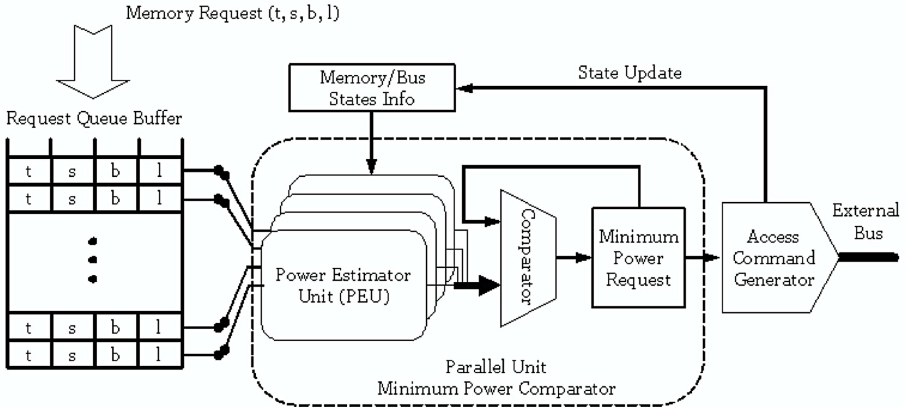 Memory Request (t, s, b, l)
Request Queue Buffer
t s b l
t s b l
t s b l
t s b l
Memory/Bus
States Info
State Update
Power Estimator
Unit (PEU)
Comparator
Minimum
Power
Request
Access
Command
Generator
External
Bus
Parallel Unit
Minimum Power Comparator